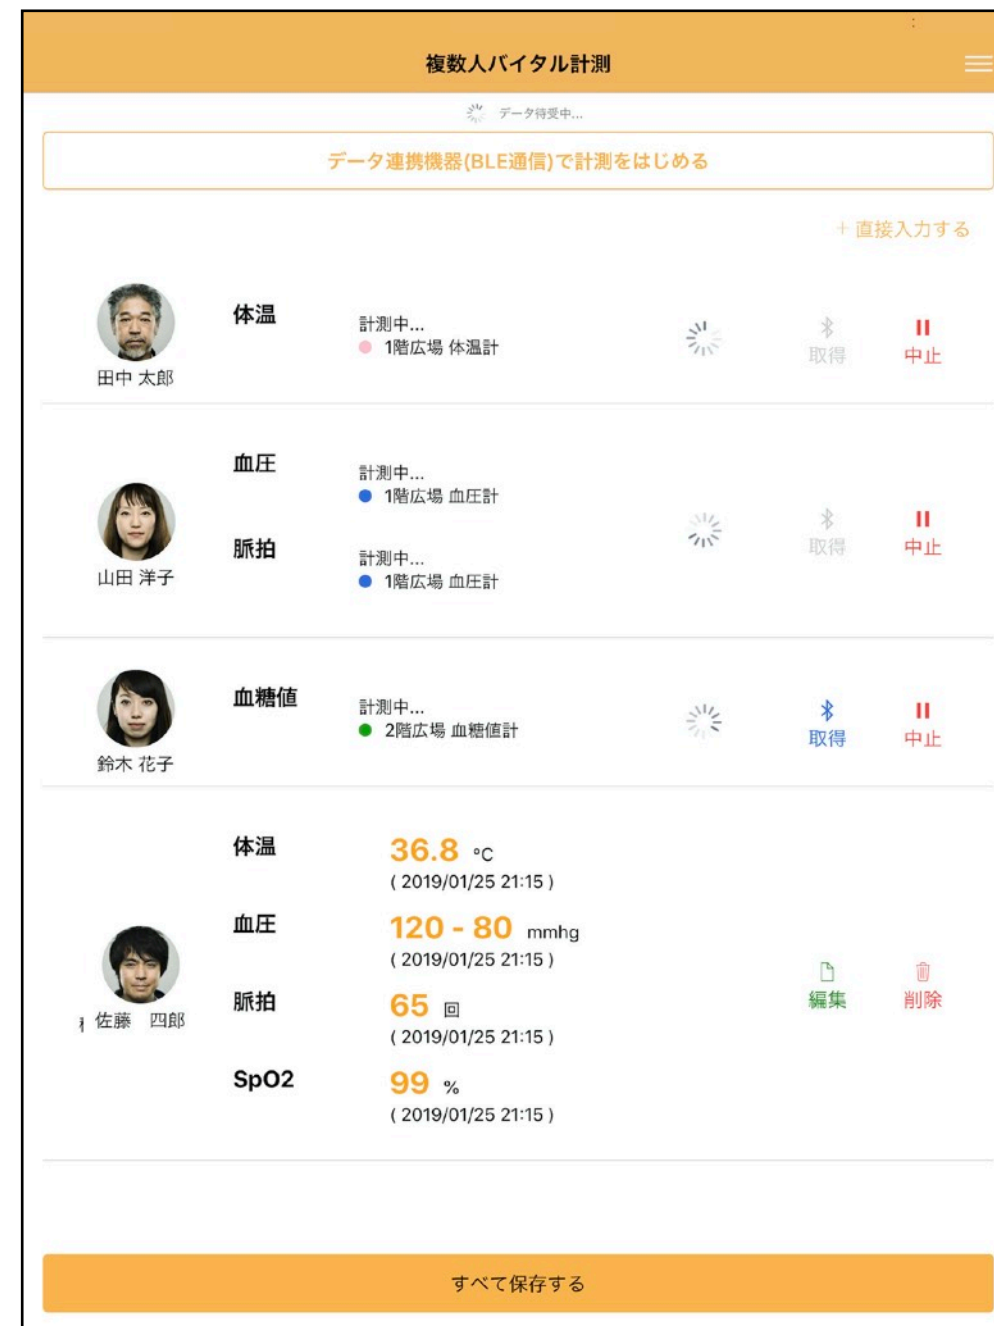 複数人バイタル計測
データ待受中...
データ連携機器(BLE通信)で計測をはじめる
+ 直接入力する
体温
計測中...
1階広場 体温計
取得
中止
田中 太郎
血圧
計測中...
1階広場 血圧計
脈拍
計測中...
1階広場 血圧計
取得
中止
山田 洋子
血糖値
計測中...
2階広場 血糖値計
取得
中止
鈴木 花子
体温
36.8 °C
( 2019/01/25 21:15 )
血圧
120 - 80 mmhg
( 2019/01/25 21:15 )
脈拍
65 回
( 2019/01/25 21:15 )
SpO2
99 %
( 2019/01/25 21:15 )
編集
削除
佐藤　四郎
すべて保存する